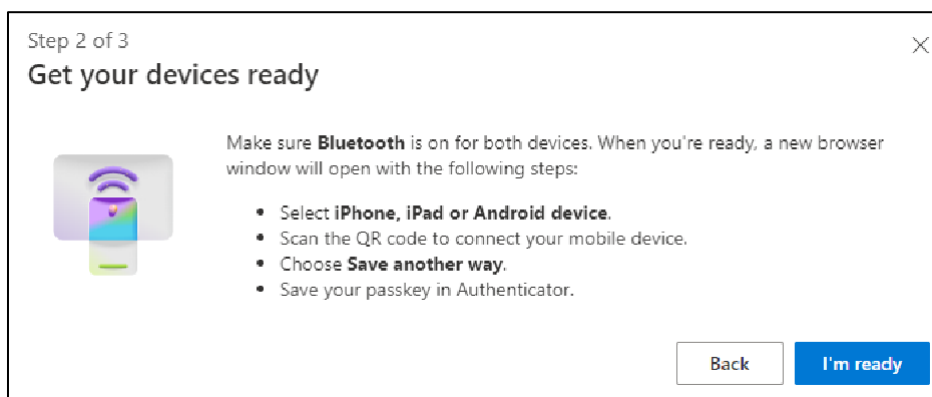 Step 2 of 3
Get your devices ready
Make sure Bluetooth is on for both devices. When you're ready, a new browser
window will open with the following steps:
• Select iPhone, iPad or Android device.
• Scan the QR code to connect your mobile device.
• Choose Save another way.
• Save your passkey in Authenticator.
Back
I'm ready